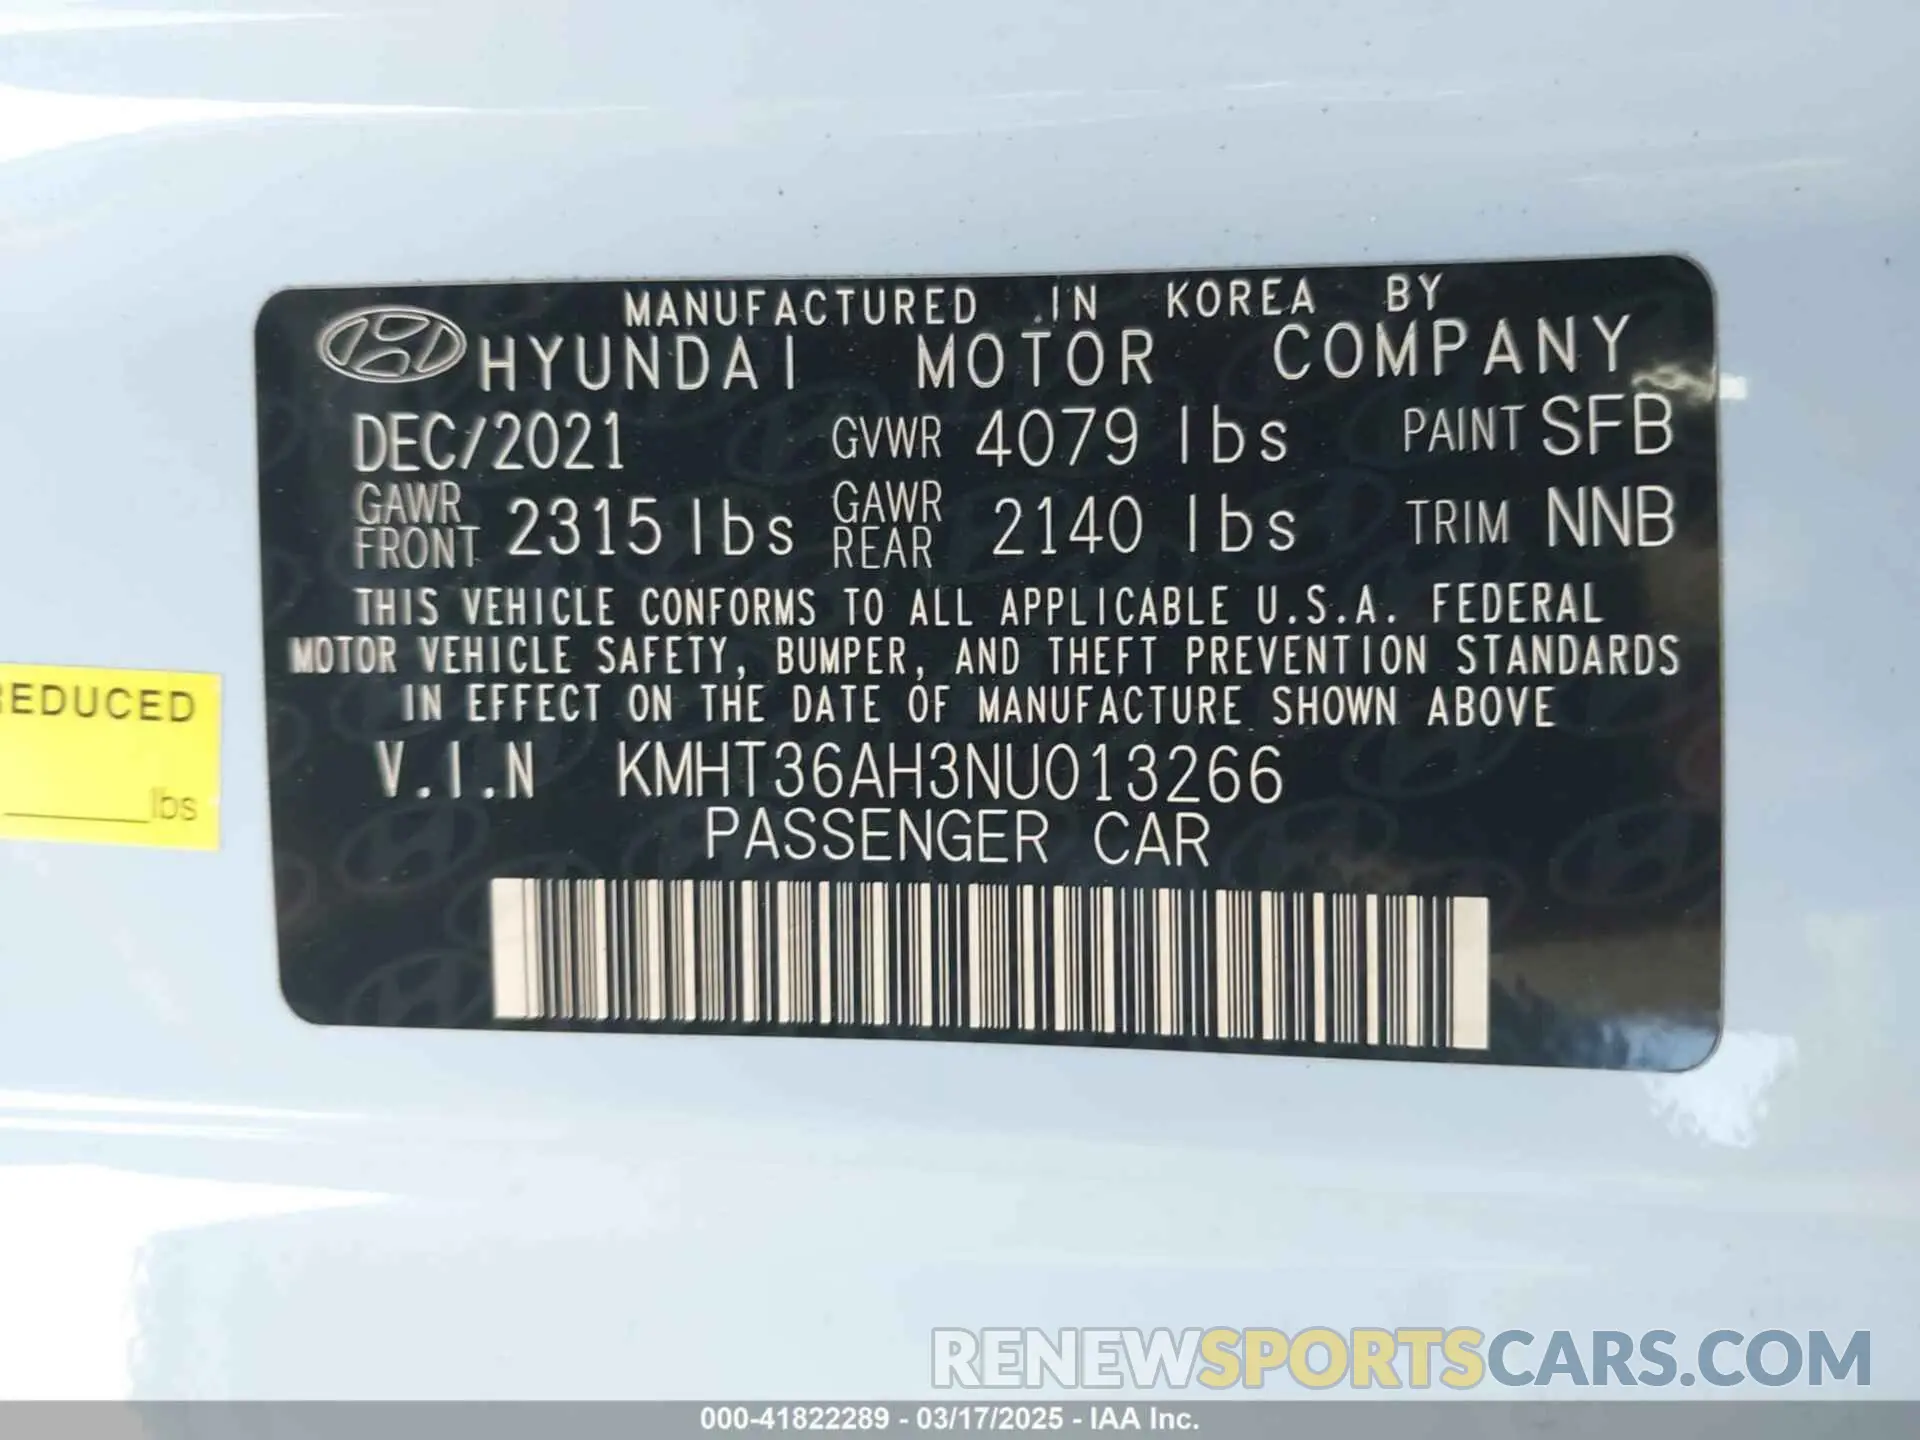 MANUFACTURED IN KOREA BY
HYUNDAI MOTOR COMPANY
DEC/2021 GVWR 4079 lbs PAINT SFB
GAWR FRONT 2315 lbs GAWR REAR 2140 lbs TRIM NNB
THIS VEHICLE CONFORMS TO ALL APPLICABLE U.S.A. FEDERAL
MOTOR VEHICLE SAFETY, BUMPER, AND THEFT PREVENTION STANDARDS
IN EFFECT ON THE DATE OF MANUFACTURE SHOWN ABOVE
V.I.N KMHT36AH3NU013266
PASSENGER CAR
REDUCED
______lbs
RENEWSPORTSCARS.COM
000-41822289 - 03/17/2025 - IAA Inc.